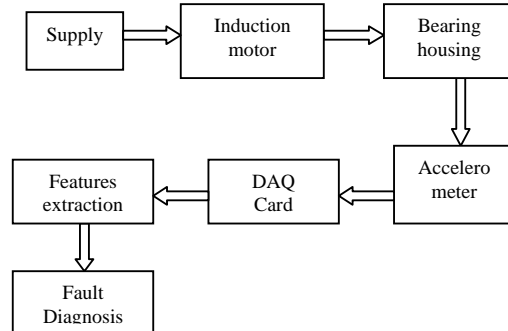 Supply
Induction
motor
Bearing
housing
Accelero
meter
DAQ
Card
Features
extraction
Fault
Diagnosis